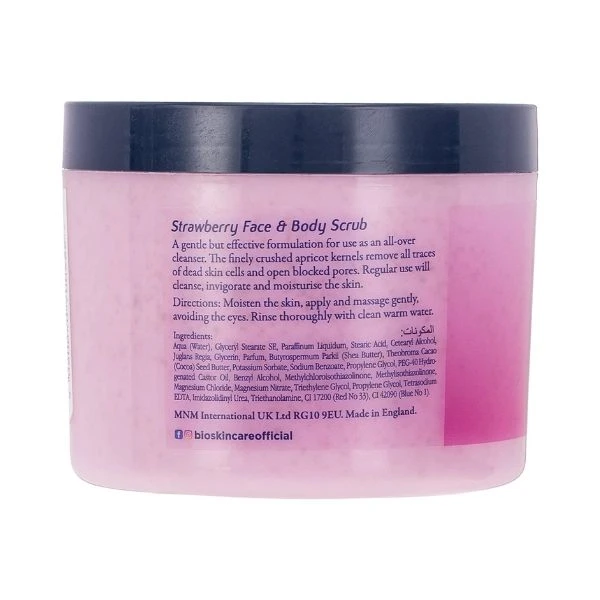 Strawberry Face & Body Scrub
A gentle but effective formulation for use as an all-over
cleanser. The finely crushed apricot kernels remove all traces
of dead skin cells and open blocked pores. Regular use will
cleanse, invigorate and moisturise the skin.
Directions: Moisten the skin, apply and massage gently,
avoiding the eyes. Rinse thoroughly with clean warm water.
المكونات:
Ingredients:
Aqua (Water), Glyceryl Stearate SE, Paraffinum Liquidum, Stearic Acid, Cetearyl Alcohol,
Juglans Regia, Glycerin, Parfum, Butyrospermum Parkii (Shea Butter), Theobroma Cacao
(Cocoa) Seed Butter, Potassium Sorbate, Sodium Benzoate, Propylene Glycol, PEG-40 Hydro-
genated Castor Oil, Benzyl Alcohol, Methylchloroisothiazolinone, Methylisothiazolinone,
Magnesium Chloride, Magnesium Nitrate, Triethylene Glycol, Propylene Glycol, Tetrasodium
EDTA, Imidazolidinyl Urea, Triethanolamine, CI 17200 (Red No 33), CI 42090 (Blue No 1).
MNM International UK Ltd RG10 9EU. Made in England.
bioskincareofficial